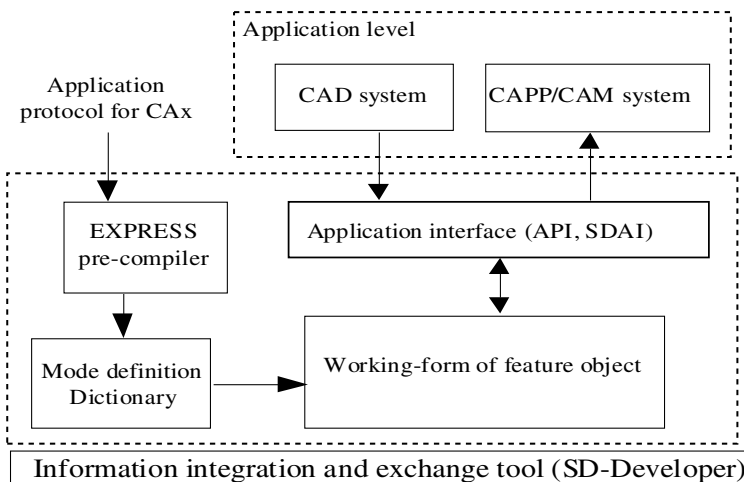 Application level
Application
protocol for CAx
CAD system
CAPP/CAM system
EXPRESS
pre-compiler
Application interface (API, SDAI)
Mode definition
Dictionary
Working-form of feature object
Information integration and exchange tool (SD-Developer)